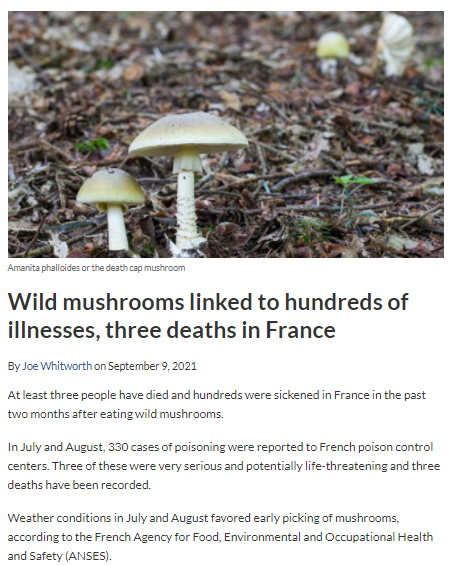 Amanita phalloides or the death cap mushroom
Wild mushrooms linked to hundreds of
illnesses, three deaths in France
By Joe Whitworth on September 9, 2021
At least three people have died and hundreds were sickened in France in the past
two months after eating wild mushrooms.
In July and August, 330 cases of poisoning were reported to French poison control
centers. Three of these were very serious and potentially life-threatening and three
deaths have been recorded.
Weather conditions in July and August favored early picking of mushrooms,
according to the French Agency for Food, Environmental and Occupational Health
and Safety (ANSES).